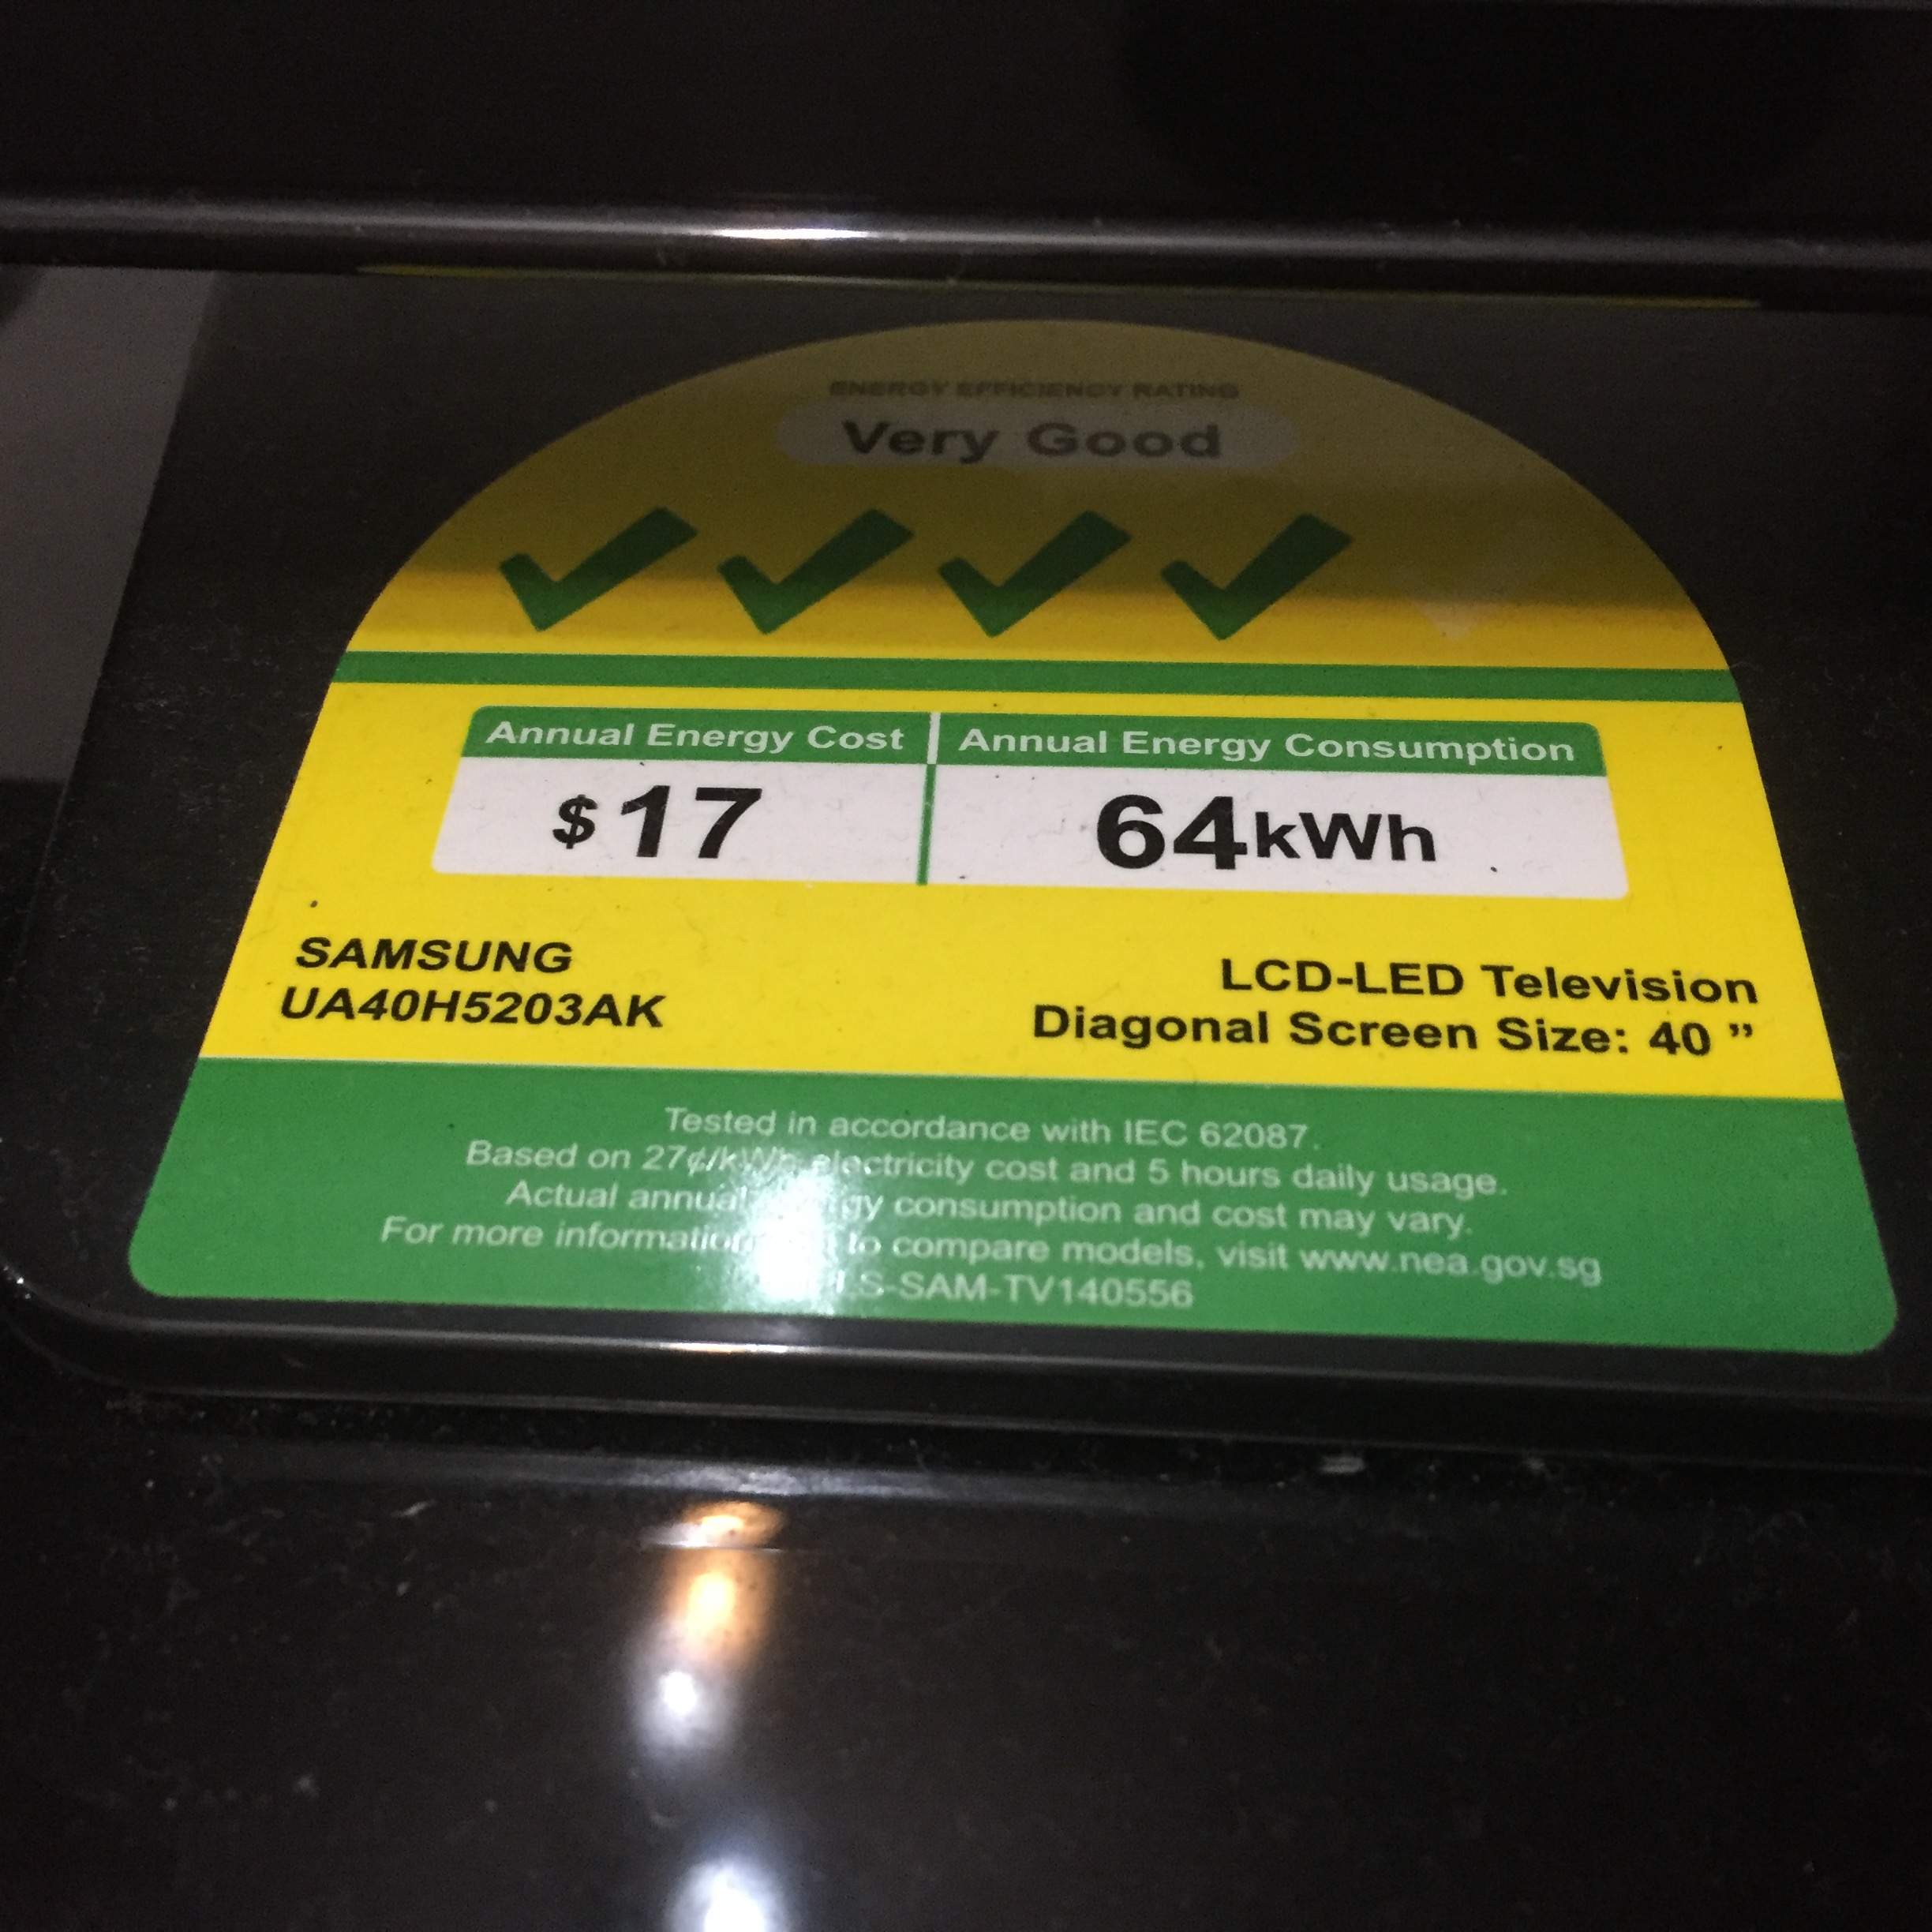 ENERGY EFFICIENCY RATING
Very Good
Annual Energy Cost
Annual Energy Consumption
$17
64kWh
SAMSUNG
UA40H5203AK
LCD-LED Television
Diagonal Screen Size: 40 ”
Tested in accordance with IEC 62087.
Based on 27¢/kWh electricity cost and 5 hours daily usage.
Actual annual consumption and cost may vary.
For more information to compare models, visit www.nea.gov.sg
LS-SAM-TV140556